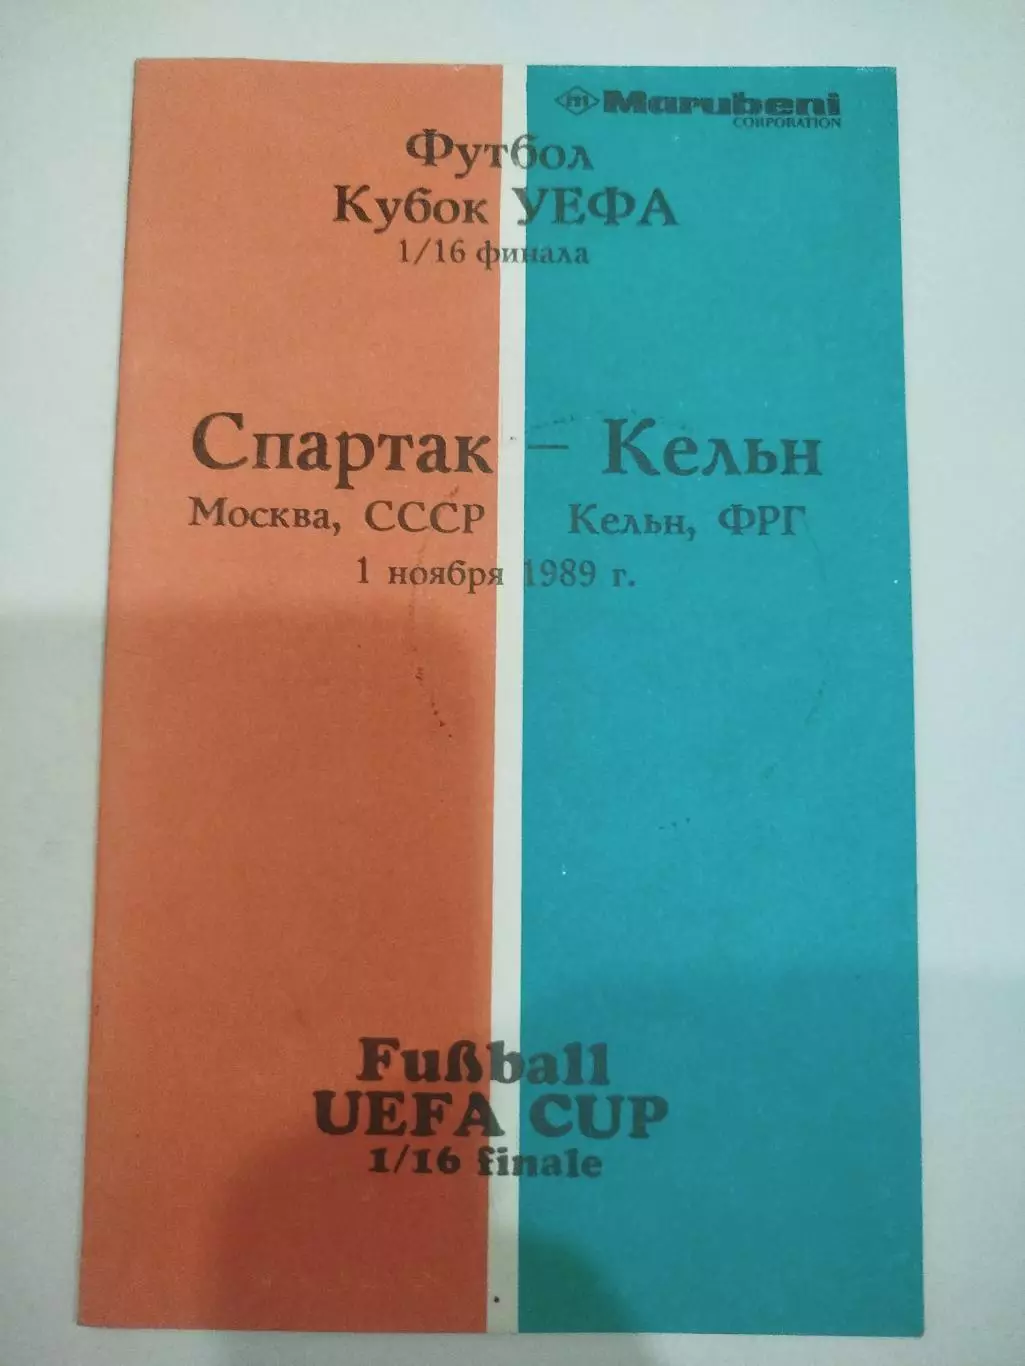 m Marubeni
CORPORATION
Футбол
Кубок УЕФА
1/16 финала
Спартак – Кельн
Москва, СССР Кельн, ФРГ
1 ноября 1989 г.
Fußball
UEFA CUP
1/16 finale